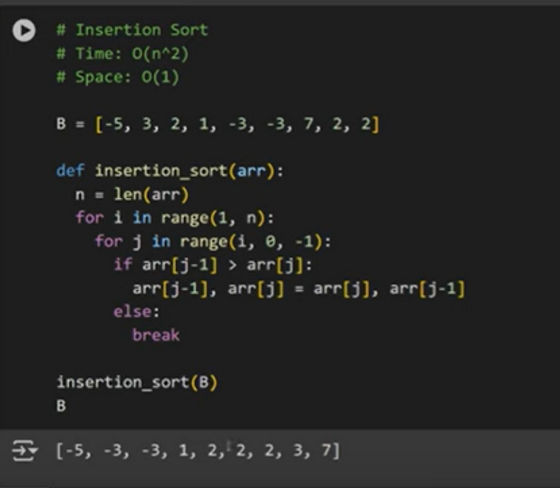 # Insertion Sort
# Time: O(n^2)
# Space: O(1)
B = [-5, 3, 2, 1, -3, -3, 7, 2, 2]
def insertion_sort(arr):
  n = len(arr)
  for i in range(1, n):
    for j in range(i, 0, -1):
      if arr[j-1] > arr[j]:
        arr[j-1], arr[j] = arr[j], arr[j-1]
      else:
        break
insertion_sort(B)
B
[-5, -3, -3, 1, 2, 2, 2, 3, 7]